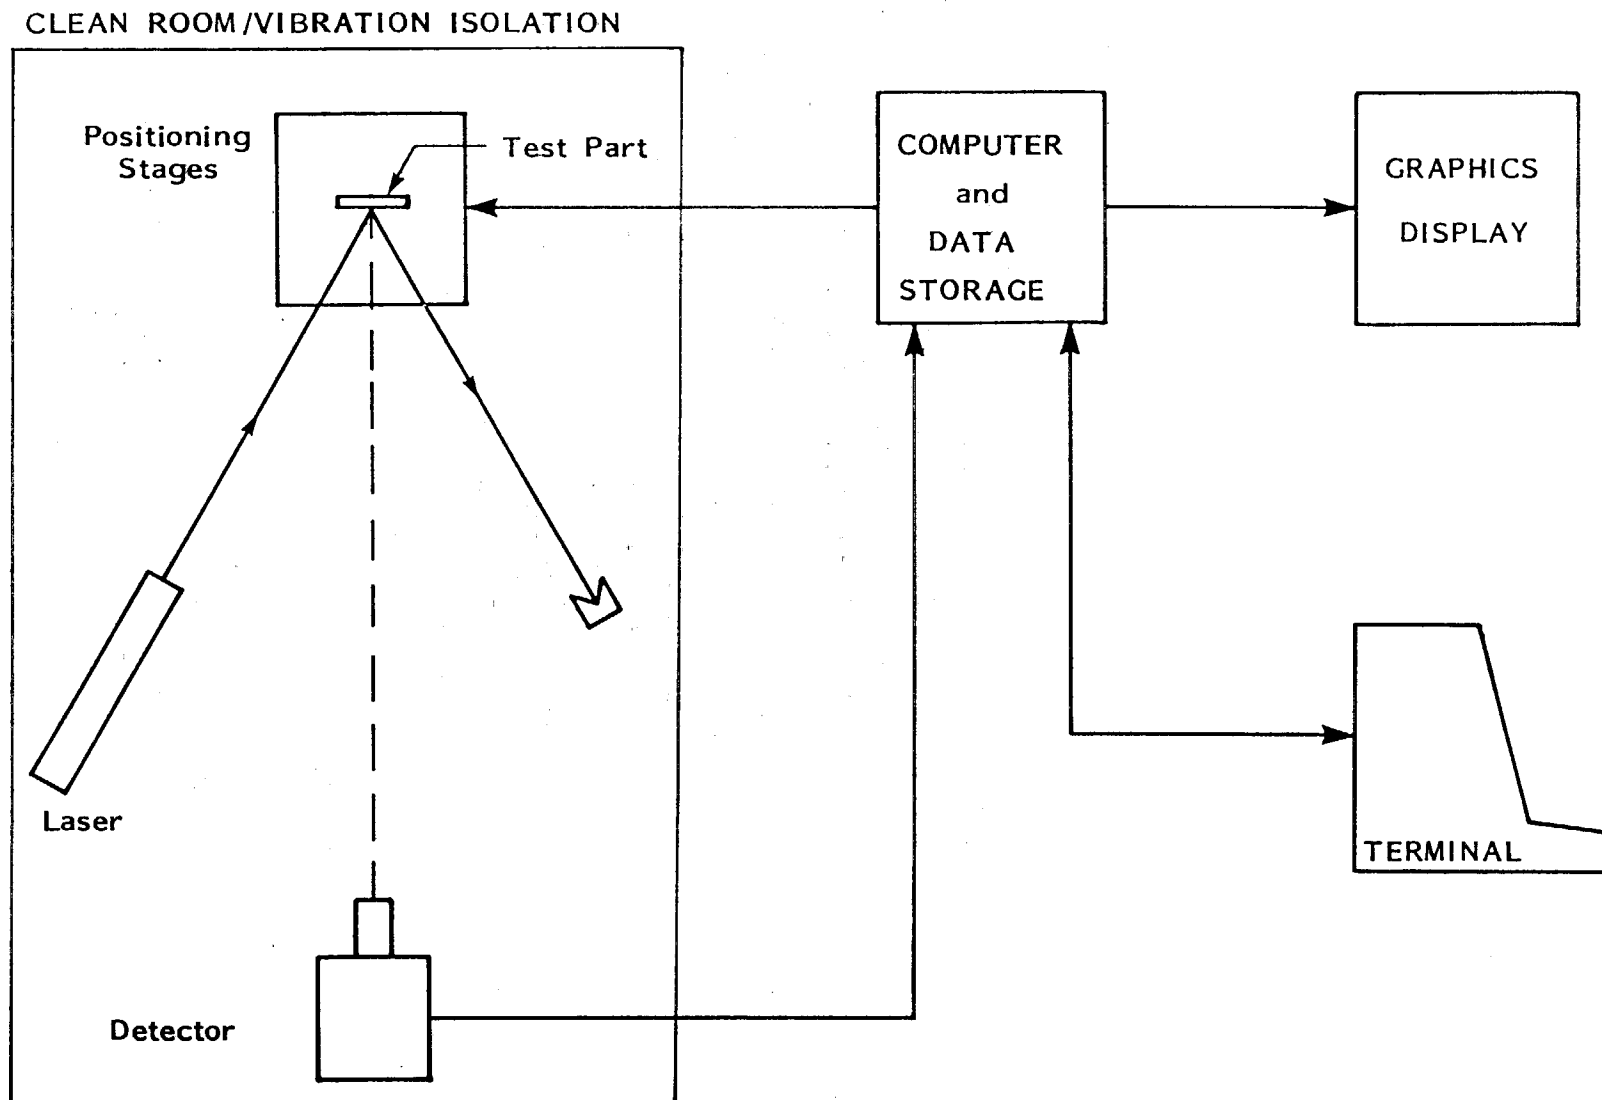 CLEAN ROOM/VIBRATION ISOLATION
Positioning
Stages
Test Part
COMPUTER
and
DATA
STORAGE
GRAPHICS
DISPLAY
Laser
TERMINAL
Detector